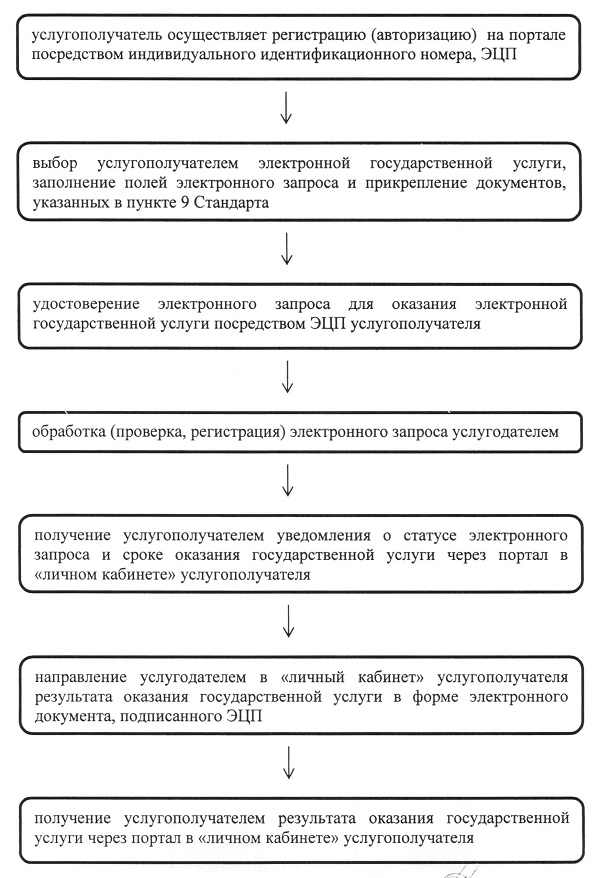 услугополучатель осуществляет регистрацию (авторизацию) на портале
посредством индивидуального идентификационного номера, ЭЦП
выбор услугополучателем электронной государственной услуги,
заполнение полей электронного запроса и прикрепление документов,
указанных в пункте 9 Стандарта
удостоверение электронного запроса для оказания электронной
государственной услуги посредством ЭЦП услугополучателя
обработка (проверка, регистрация) электронного запроса услугодателем
получение услугополучателем уведомления о статусе электронного
запроса и сроке оказания государственной услуги через портал в
«личном кабинете» услугополучателя
направление услугодателем в «личный кабинет» услугополучателя
результата оказания государственной услуги в форме электронного
документа, подписанного ЭЦП
получение услугополучателем результата оказания государственной
услуги через портал в «личном кабинете» услугополучателя